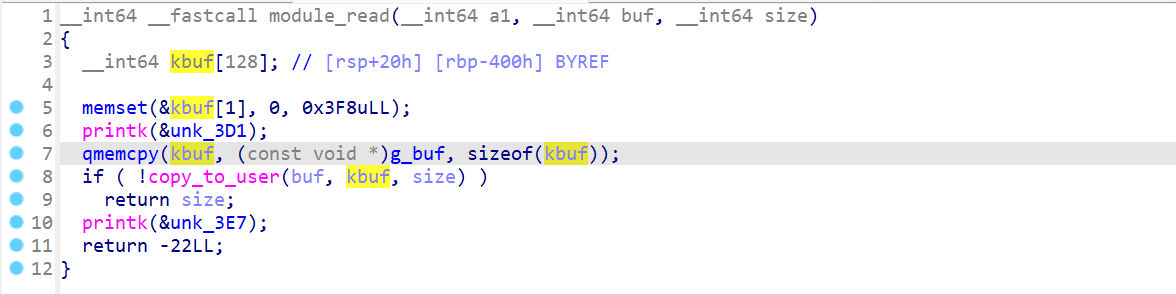 1 __int64 __fastcall module_read(__int64 a1, __int64 buf, __int64 size)
2 {
3 __int64 kbuf[128]; // [rsp+20h] [rbp-400h] BYREF
4
5 memset(&kbuf[1], 0, 0x3F8uLL);
6 printk(&unk_3D1);
7 qmemcpy(kbuf, (const void *)g_buf, sizeof(kbuf));
8 if ( !copy_to_user(buf, kbuf, size) )
9 return size;
10 printk(&unk_3E7);
11 return -22LL;
12 }